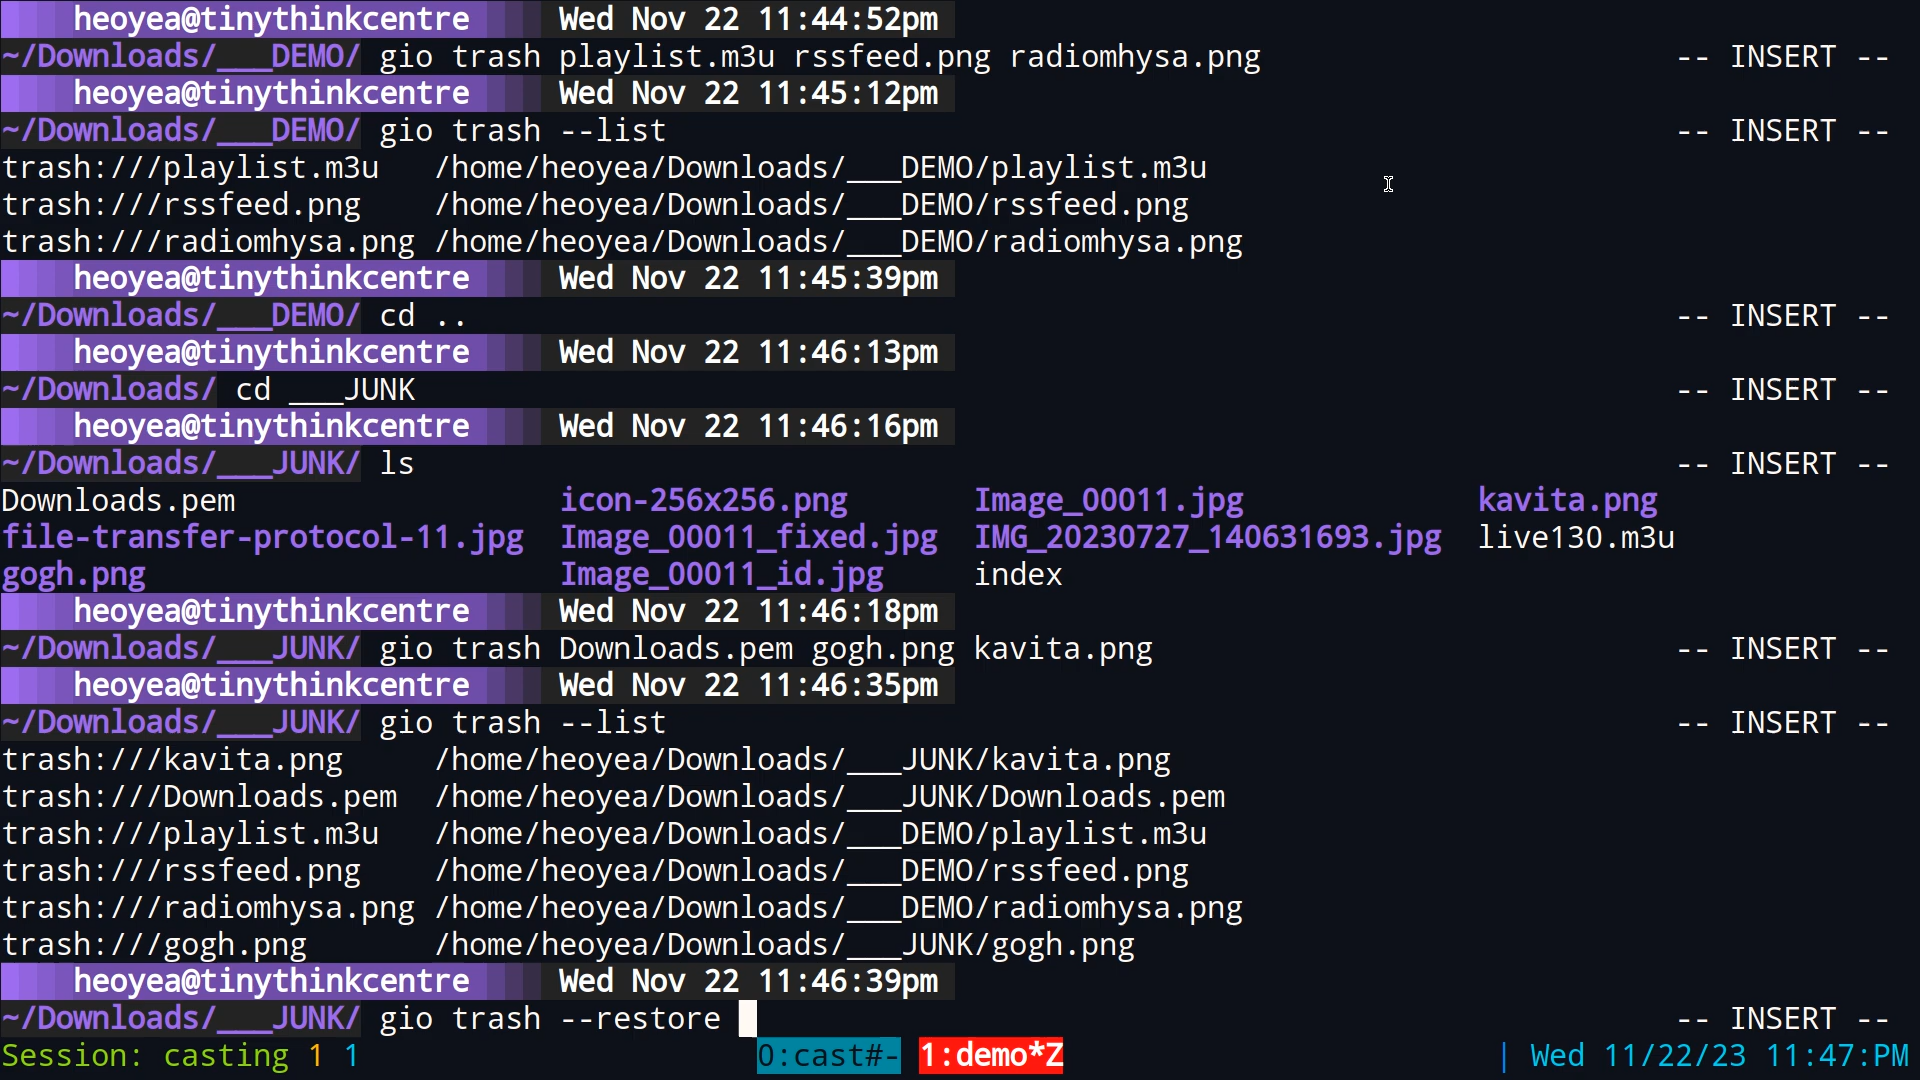 heoyea@tinythinkcentre Wed Nov 22 11:44:52pm
~/Downloads/___DEMO/ gio trash playlist.m3u rssfeed.png radiomhysa.png -- INSERT --
heoyea@tinythinkcentre Wed Nov 22 11:45:12pm
~/Downloads/___DEMO/ gio trash --list -- INSERT --
trash:///playlist.m3u /home/heoyea/Downloads/___DEMO/playlist.m3u
trash:///rssfeed.png /home/heoyea/Downloads/___DEMO/rssfeed.png
trash:///radiomhysa.png /home/heoyea/Downloads/___DEMO/radiomhysa.png
heoyea@tinythinkcentre Wed Nov 22 11:45:39pm
~/Downloads/___DEMO/ cd .. -- INSERT --
heoyea@tinythinkcentre Wed Nov 22 11:46:13pm
~/Downloads/ cd ___JUNK -- INSERT --
heoyea@tinythinkcentre Wed Nov 22 11:46:16pm
~/Downloads/___JUNK/ ls -- INSERT --
Downloads.pem icon-256x256.png Image_00011.jpg kavita.png
file-transfer-protocol-11.jpg Image_00011_fixed.jpg IMG_20230727_140631693.jpg live130.m3u
gogh.png Image_00011_id.jpg index
heoyea@tinythinkcentre Wed Nov 22 11:46:18pm
~/Downloads/___JUNK/ gio trash Downloads.pem gogh.png kavita.png -- INSERT --
heoyea@tinythinkcentre Wed Nov 22 11:46:35pm
~/Downloads/___JUNK/ gio trash --list -- INSERT --
trash:///kavita.png /home/heoyea/Downloads/___JUNK/kavita.png
trash:///Downloads.pem /home/heoyea/Downloads/___JUNK/Downloads.pem
trash:///playlist.m3u /home/heoyea/Downloads/___DEMO/playlist.m3u
trash:///rssfeed.png /home/heoyea/Downloads/___DEMO/rssfeed.png
trash:///radiomhysa.png /home/heoyea/Downloads/___DEMO/radiomhysa.png
trash:///gogh.png /home/heoyea/Downloads/___JUNK/gogh.png
heoyea@tinythinkcentre Wed Nov 22 11:46:39pm
~/Downloads/___JUNK/ gio trash --restore -- INSERT --
Session: casting 1 1 0:cast#- 1:demo*Z | Wed 11/22/23 11:47:PM